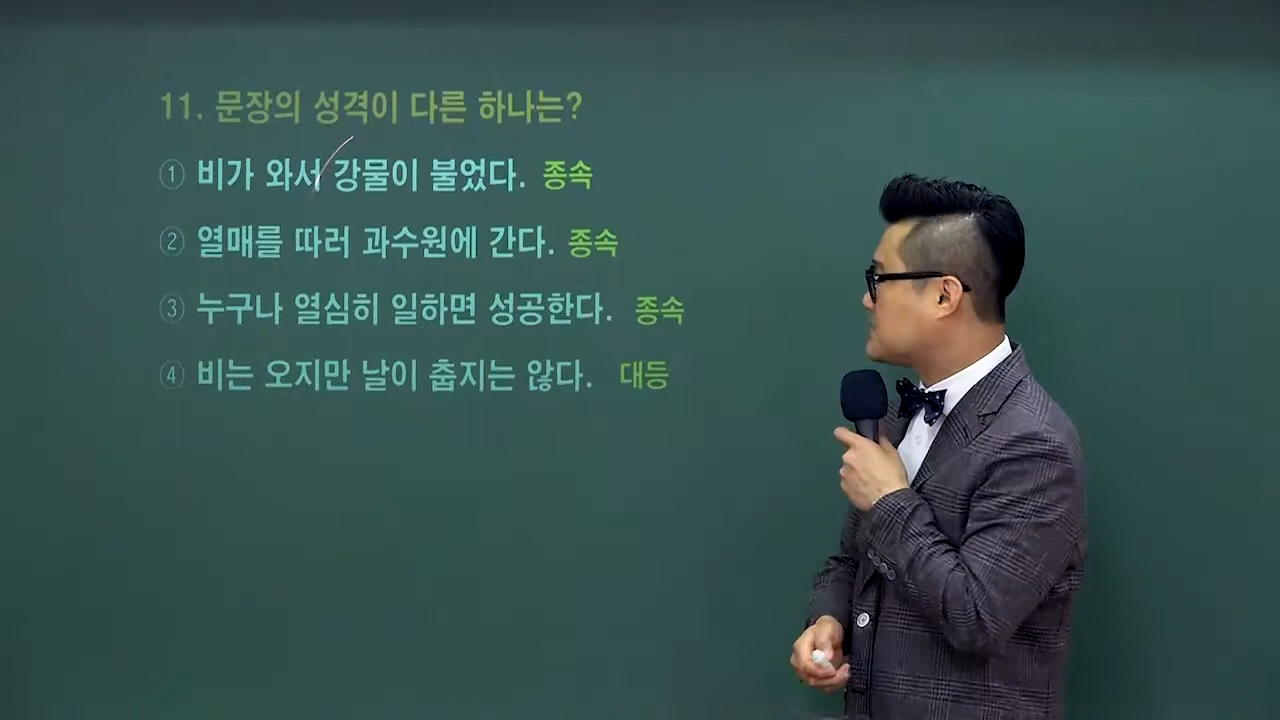 11. 문장의 성격이 다른 하나는?
① 비가 와서 강물이 불었다. 종속
② 열매를 따러 과수원에 간다. 종속
③ 누구나 열심히 일하면 성공한다. 종속
④ 비는 오지만 날이 춥지는 않다. 대등